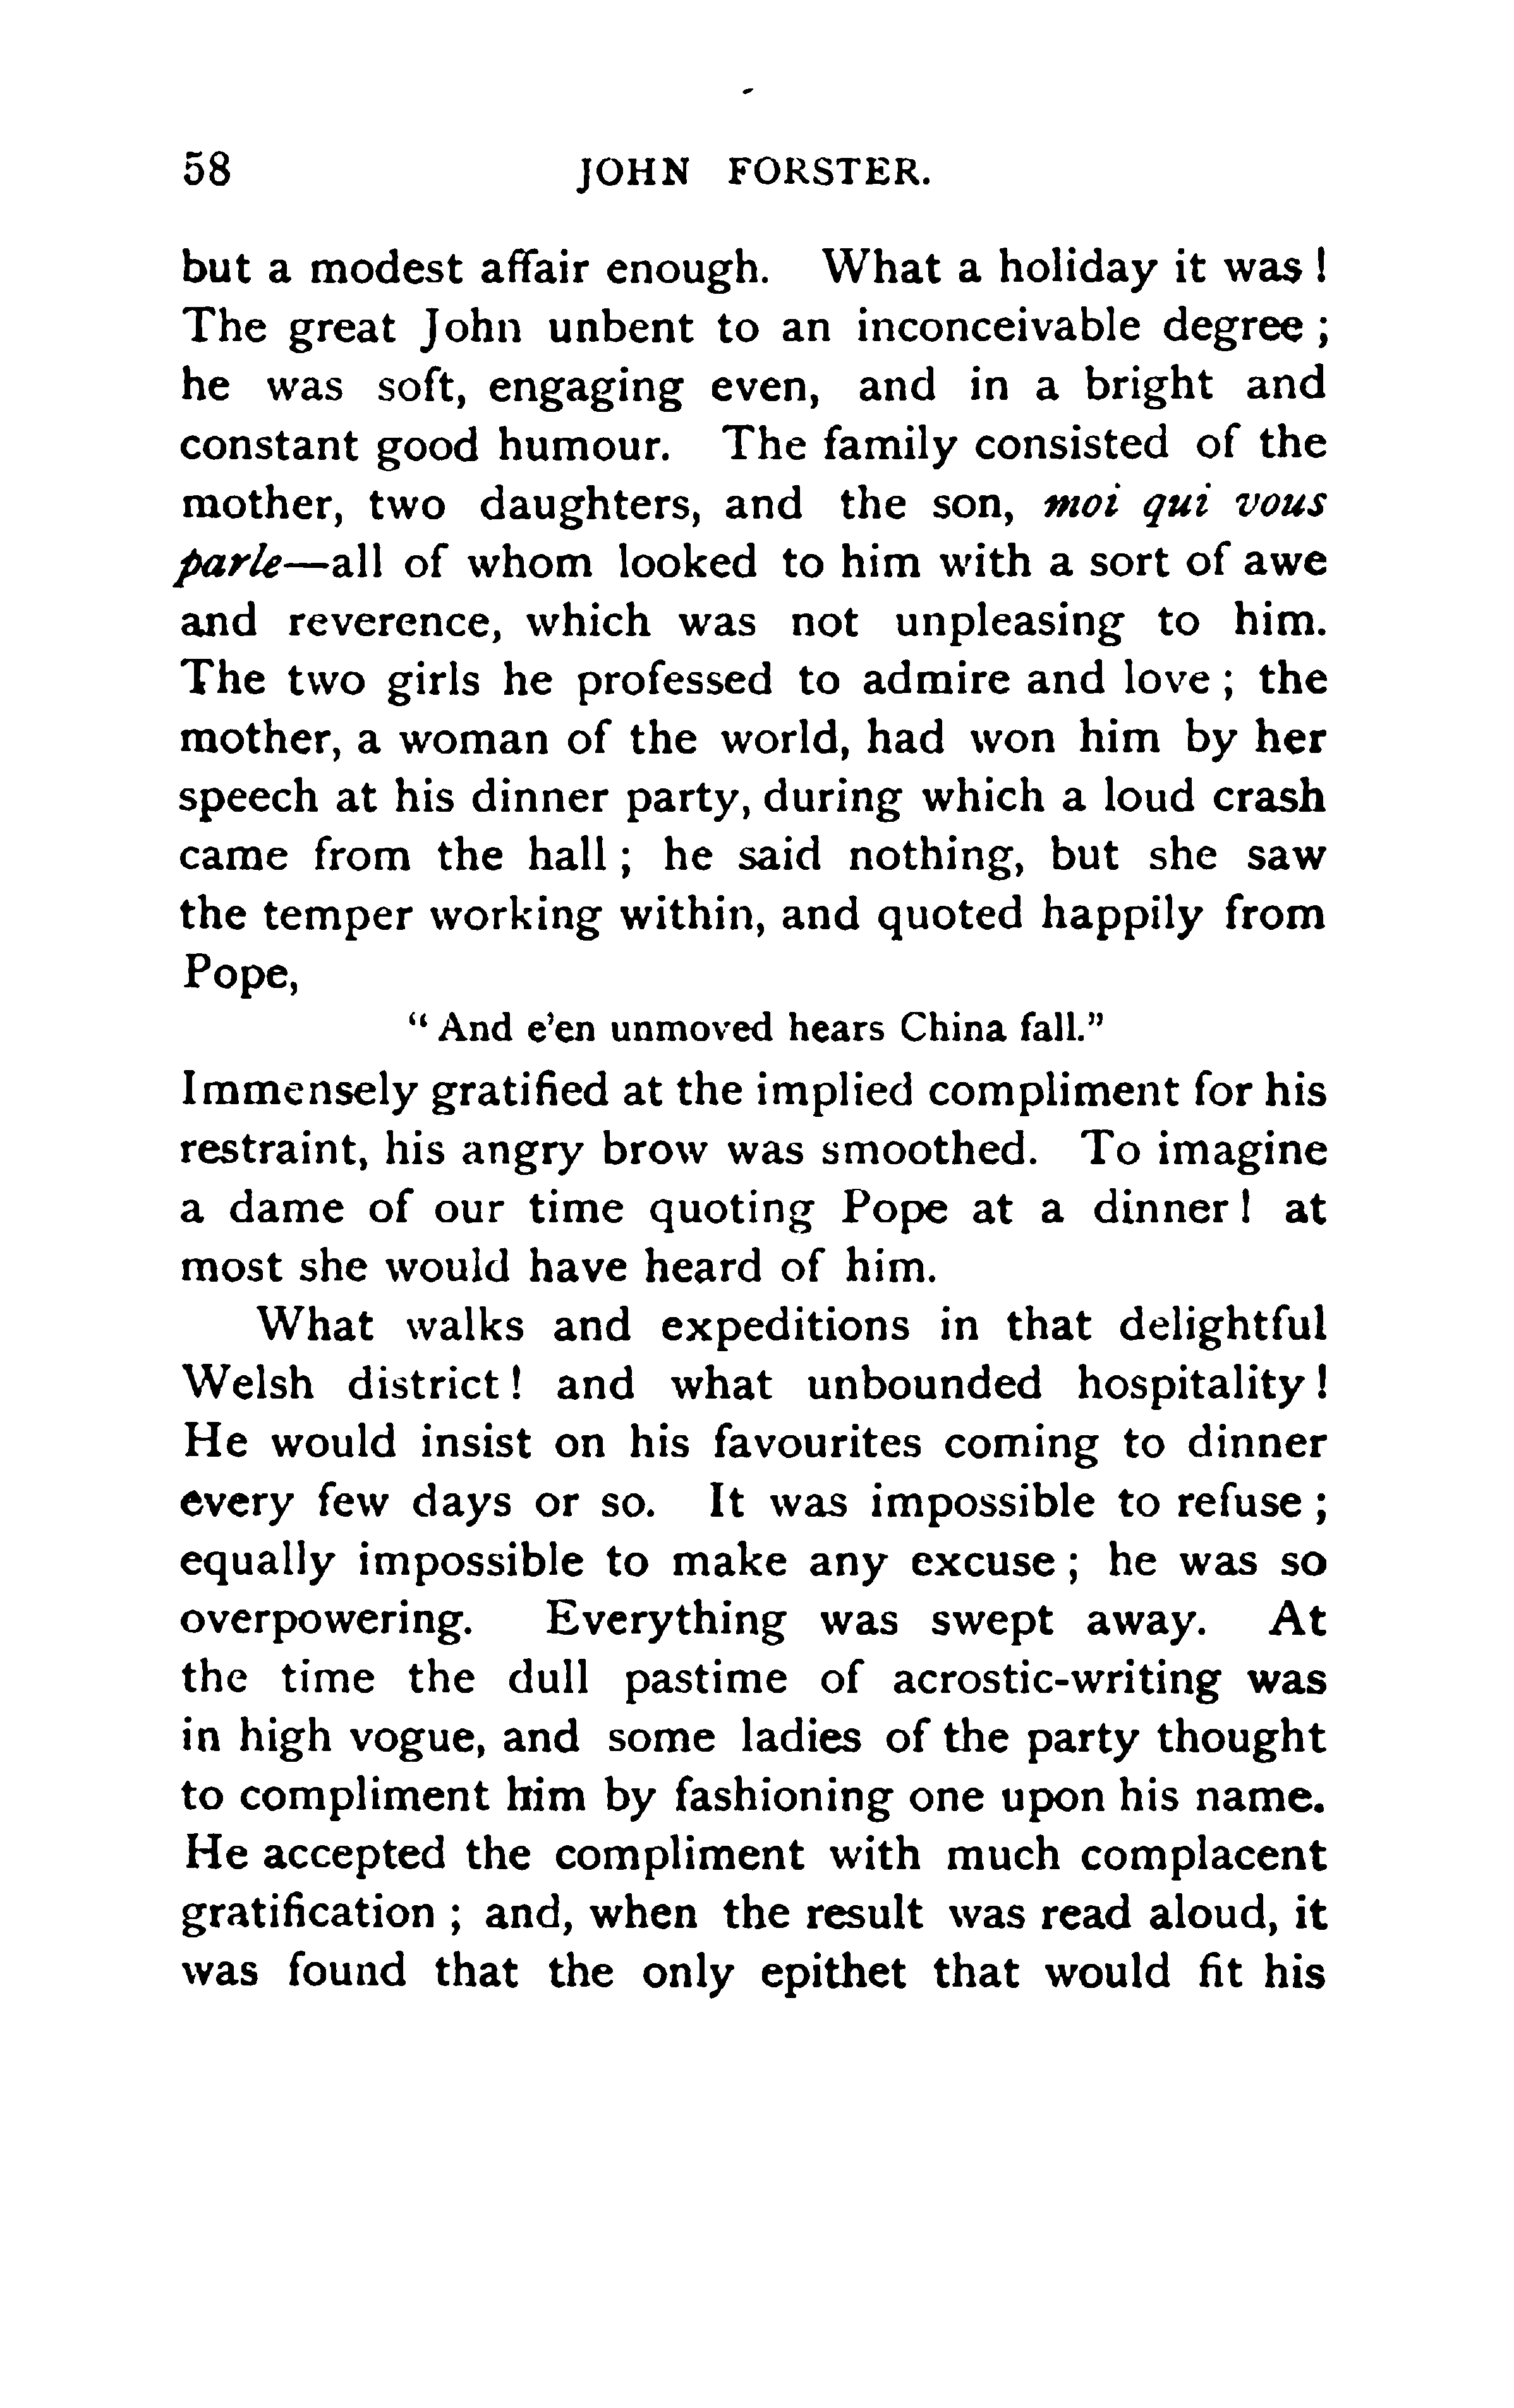 58 JOHN FORSTER.
but a modest affair enough. What a holiday it was !
The great John unbent to an inconceivable degree ;
he was soft, engaging even, and in a bright and
constant good humour. The family consisted of the
mother, two daughters, and the son, moi qui vous
parle—all of whom looked to him with a sort of awe
and reverence, which was not unpleasing to him.
The two girls he professed to admire and love ; the
mother, a woman of the world, had won him by her
speech at his dinner party, during which a loud crash
came from the hall ; he said nothing, but she saw
the temper working within, and quoted happily from
Pope,
“ And e’en unmoved hears China fall.”
Immensely gratified at the implied compliment for his
restraint, his angry brow was smoothed. To imagine
a dame of our time quoting Pope at a dinner ! at
most she would have heard of him.
What walks and expeditions in that delightful
Welsh district ! and what unbounded hospitality !
He would insist on his favourites coming to dinner
every few days or so. It was impossible to refuse ;
equally impossible to make any excuse ; he was so
overpowering. Everything was swept away. At
the time the dull pastime of acrostic-writing was
in high vogue, and some ladies of the party thought
to compliment him by fashioning one upon his name.
He accepted the compliment with much complacent
gratification ; and, when the result was read aloud, it
was found that the only epithet that would fit his